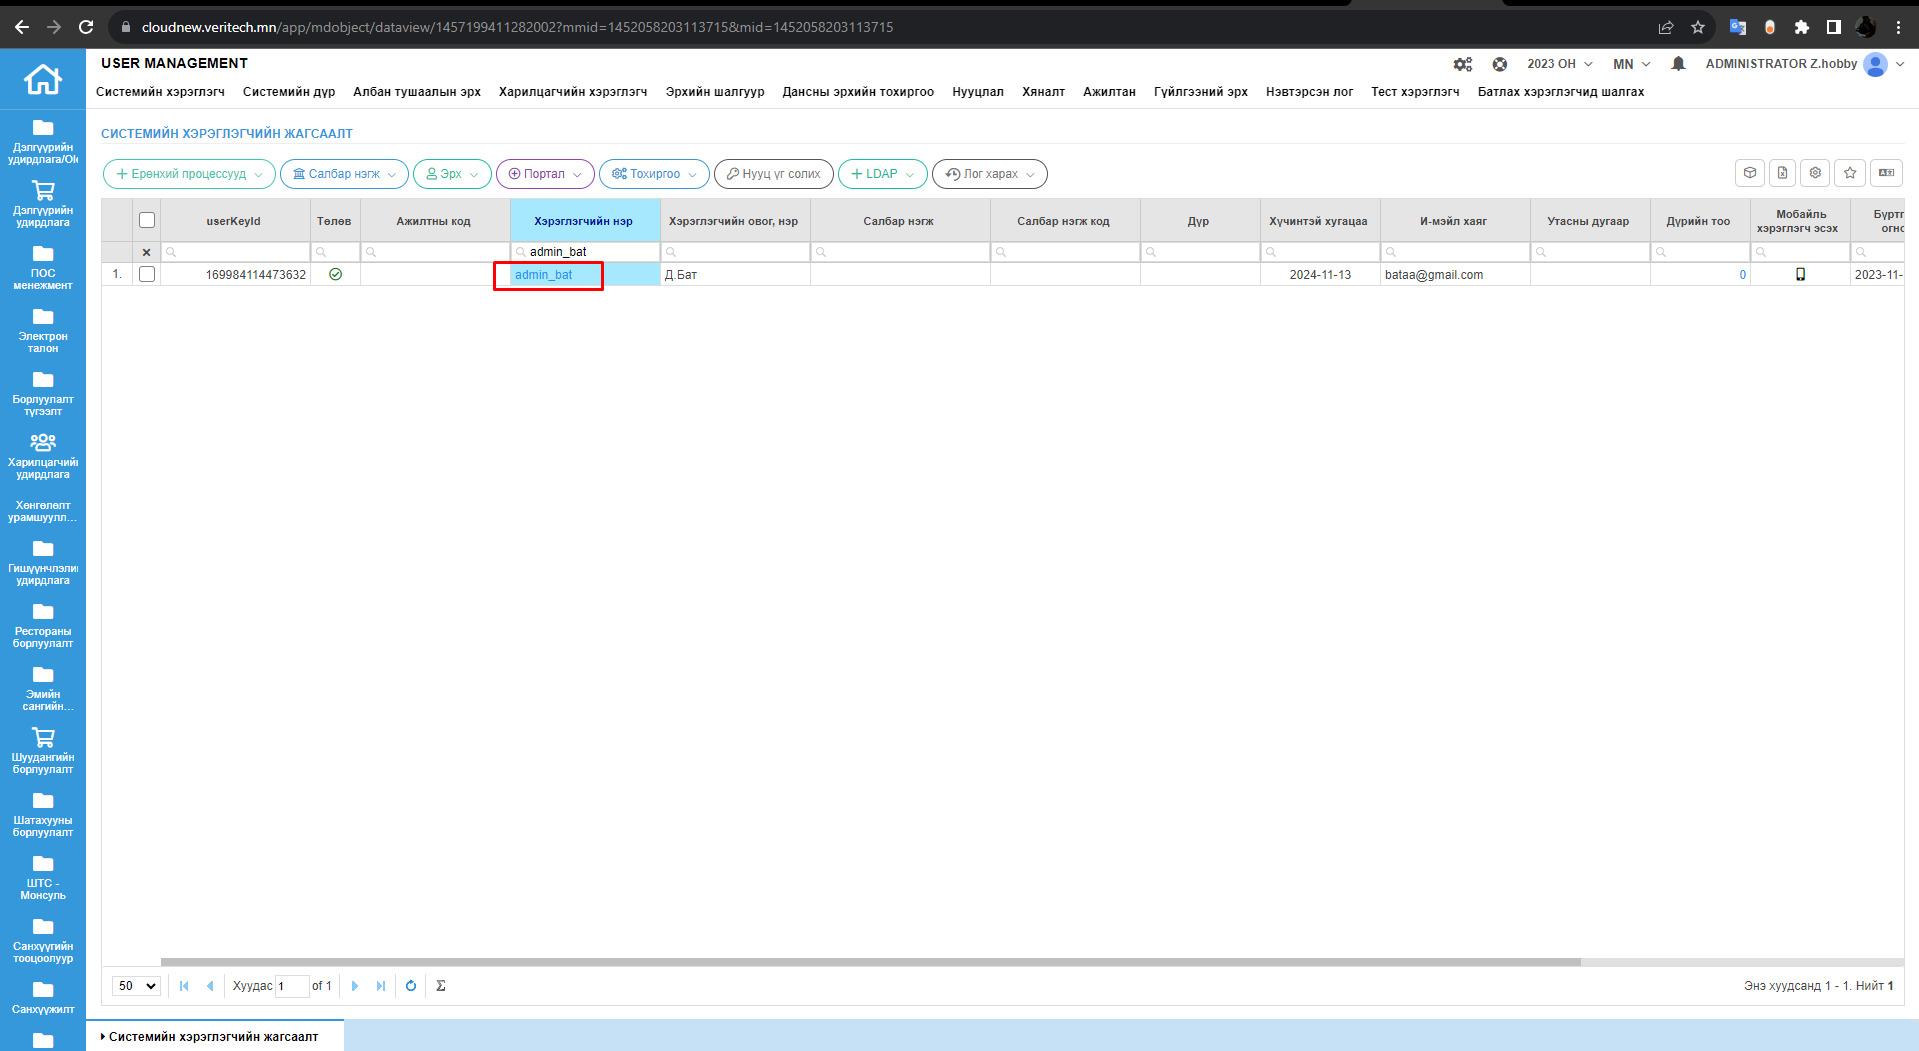 cloudnew.veritech.mn/app/mdobject/dataview/1457199411282002?mmid=1452058203113715&mid=1452058203113715
USER MANAGEMENT
2023 ОН
MN
ADMINISTRATOR Z.hobby
Системийн хэрэглэгч Системийн дүр Албан тушаалын эрх Харилцагчийн хэрэглэгч Эрхийн шалгуур Дансны эрхийн тохиргоо Нууцлал Хяналт Ажилтан Гүйлгээний эрх Нэвтэрсэн лог Тест хэрэглэгч Батлах хэрэглэгчид шалгах
Дэлгүүрийн
удирдлага/Old
Дэлгүүрийн
удирдлага
ПОС
менежмент
Электрон
талон
Борлуулалт
түгээлт
Харилцагчийн
удирдлага
Хөнгөлөлт
урамшуулл...
Гишүүнчлэлийн
удирдлага
Рестораны
борлуулалт
Эмийн
сангийн...
Шуудангийн
борлуулалт
Шатахууны
борлуулалт
ШТС -
Монсуль
Санхүүгийн
тооцоолуур
Санхүүжилт
СИСТЕМИЙН ХЭРЭГЛЭГЧИЙН ЖАГСААЛТ
Ерөнхий процессууд Салбар нэгж Эрх Портал Тохиргоо Нууц үг солих LDAP Лог харах
userKeyId Төлөв Ажилтны код Хэрэглэгчийн нэр Хэрэглэгчийн овог, нэр Салбар нэгж Салбар нэгж код Дүр Хүчинтэй хугацаа И-мэйл хаяг Утасны дугаар Дүрийн тоо Мобайль хэрэглэгч эсэх Бүртг огно
admin_bat
1. 169984114473632 admin_bat Д.Бат 2024-11-13 bataa@gmail.com 0 2023-11-
50 Хуудас 1 of 1 Σ
Энэ хуудсанд 1 - 1. Нийт 1
Системийн хэрэглэгчийн жагсаалт